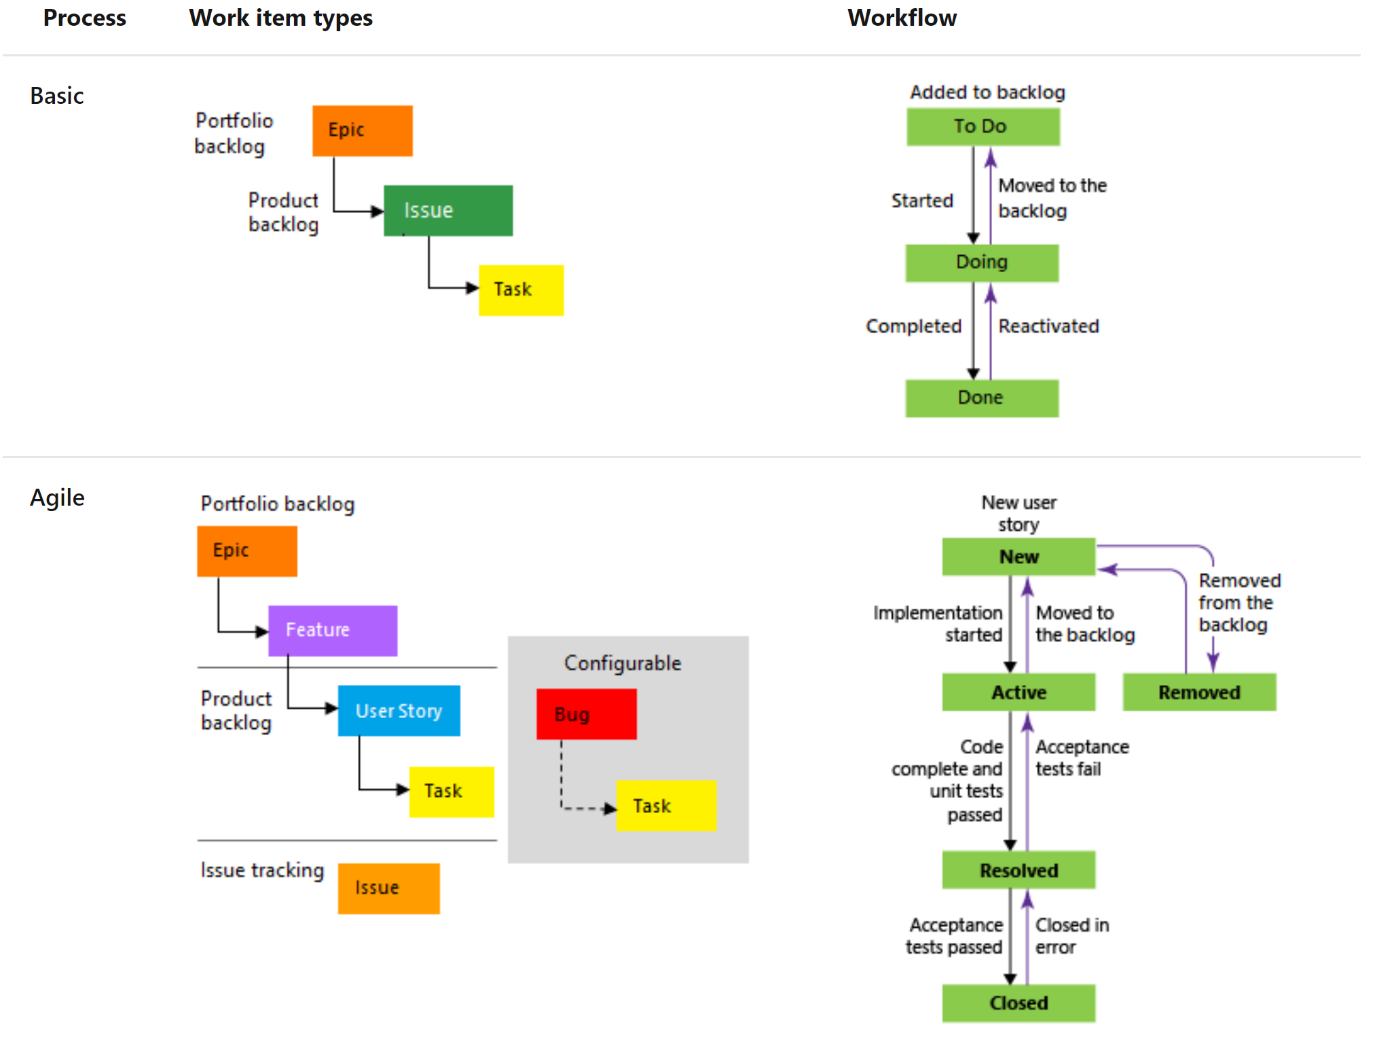 Process Work item types Workflow
Basic
Portfolio
backlog
Epic
Product
backlog
Issue
Task
Added to backlog
To Do
Started
Moved to the
backlog
Doing
Completed
Reactivated
Done
Agile
Portfolio backlog
Epic
Feature
Product
backlog
User Story
Task
Configurable
Bug
Task
Issue tracking
Issue
New user
story
New
Implementation
started
Moved to
the backlog
Removed
from the
backlog
Active
Removed
Code
complete and
unit tests
passed
Acceptance
tests fail
Resolved
Acceptance
tests passed
Closed in
error
Closed